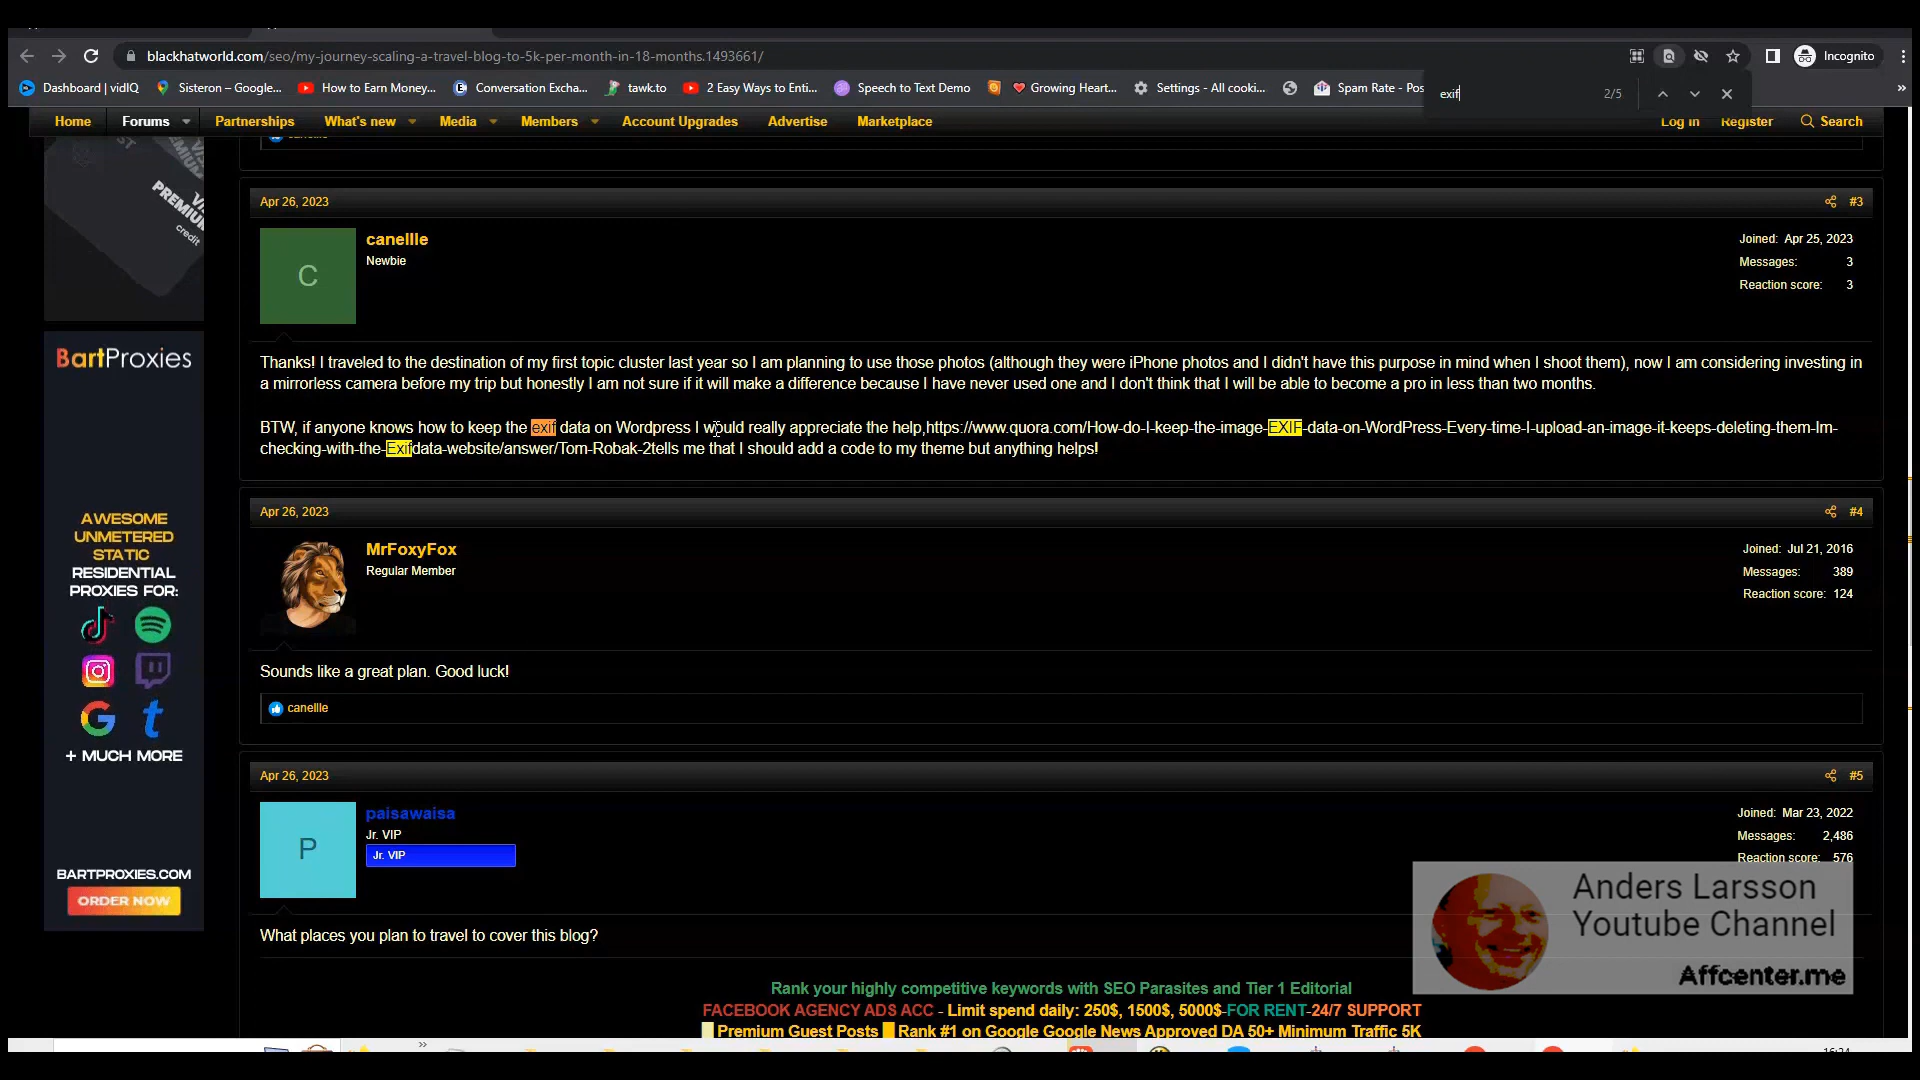 blackhatworld.com/seo/my-journey-scaling-a-travel-blog-to-5k-per-month-in-18-months.1493661/
Incognito
Dashboard | vidIQ
Sisteron – Google...
How to Earn Money...
Conversation Excha...
tawk.to
2 Easy Ways to Enti...
Speech to Text Demo
Growing Heart...
Settings - All cooki...
Spam Rate - Pos
»
exif
2/5
Home
Forums
Partnerships
What's new
Media
Members
Account Upgrades
Advertise
Marketplace
Log in
Register
Search
canellle
PREMIUM
credit
Apr 26, 2023
#3
C
canellle
Newbie
Joined: Apr 25, 2023
Messages: 3
Reaction score: 3
Thanks! I traveled to the destination of my first topic cluster last year so I am planning to use those photos (although they were iPhone photos and I didn't have this purpose in mind when I shoot them), now I am considering investing in
a mirrorless camera before my trip but honestly I am not sure if it will make a difference because I have never used one and I don't think that I will be able to become a pro in less than two months.
BTW, if anyone knows how to keep the exif data on Wordpress I would really appreciate the help,https://www.quora.com/How-do-I-keep-the-image-EXIF-data-on-WordPress-Every-time-I-upload-an-image-it-keeps-deleting-them-Im-
checking-with-the-Exifdata-website/answer/Tom-Robak-2tells me that I should add a code to my theme but anything helps!
BartProxies
AWESOME
UNMETERED
STATIC
RESIDENTIAL
PROXIES FOR:
+ MUCH MORE
BARTPROXIES.COM
ORDER NOW
Apr 26, 2023
#4
MrFoxyFox
Regular Member
Joined: Jul 21, 2016
Messages: 389
Reaction score: 124
Sounds like a great plan. Good luck!
canellle
Apr 26, 2023
#5
P
paisawaisa
Jr. VIP
Jr. VIP
Joined: Mar 23, 2022
Messages: 2,486
Reaction score: 576
What places you plan to travel to cover this blog?
Anders Larsson
Youtube Channel
Affcenter.me
Rank your highly competitive keywords with SEO Parasites and Tier 1 Editorial
FACEBOOK AGENCY ADS ACC - Limit spend daily: 250$, 1500$, 5000$-FOR RENT-24/7 SUPPORT
Premium Guest Posts Rank #1 on Google Google News Approved DA 50+ Minimum Traffic 5K
»